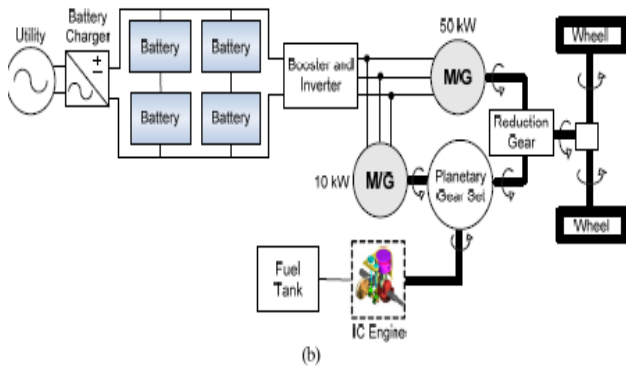 Utility
Battery
Charger
Battery
Battery
Battery
Battery
Booster and
Inverter
50 kW
M/G
10 kW
M/G
Planetary
Gear Set
Reduction
Gear
Wheel
Wheel
Fuel
Tank
IC Engine
(b)